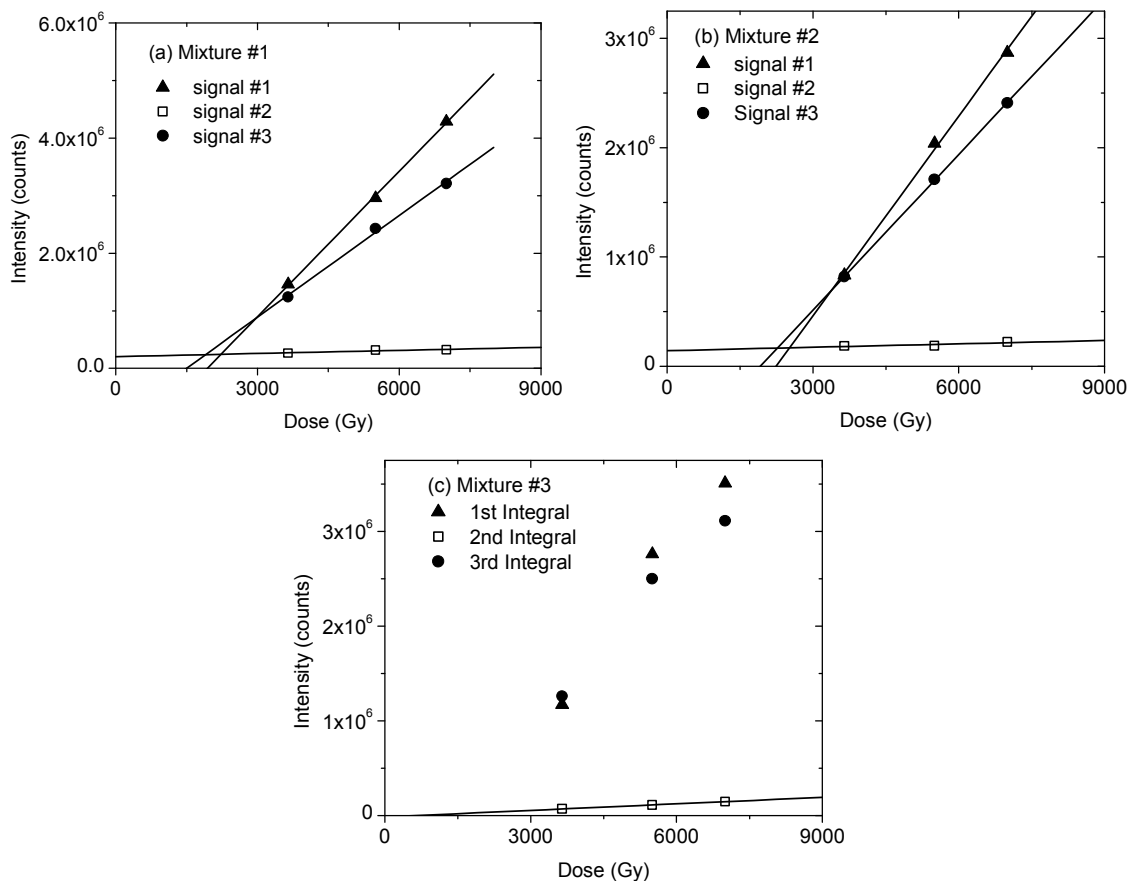 (a) Mixture #1
signal #1
signal #2
signal #3
6.0x10⁶
4.0x10⁶
2.0x10⁶
0.0
Intensity (counts)
0 3000 6000 9000
Dose (Gy)
(b) Mixture #2
signal #1
signal #2
Signal #3
3x10⁶
2x10⁶
1x10⁶
0
Intensity (counts)
0 3000 6000 9000
Dose (Gy)
(c) Mixture #3
1st Integral
2nd Integral
3rd Integral
3x10⁶
2x10⁶
1x10⁶
0
Intensity (counts)
0 3000 6000 9000
Dose (Gy)